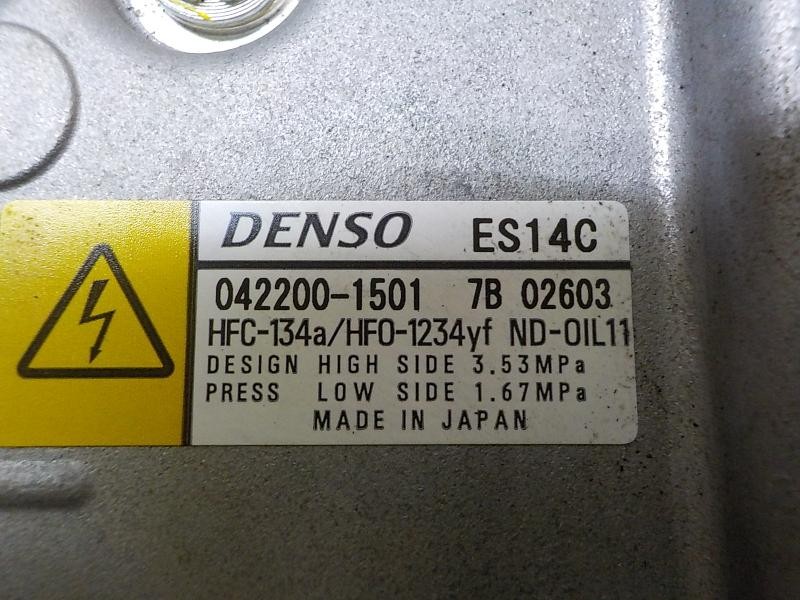 DENSO ES14C
042200-1501 7B 02603
HFC-134a/HFO-1234yf ND-OIL11
DESIGN HIGH SIDE 3.53MPa
PRESS LOW SIDE 1.67MPa
MADE IN JAPAN